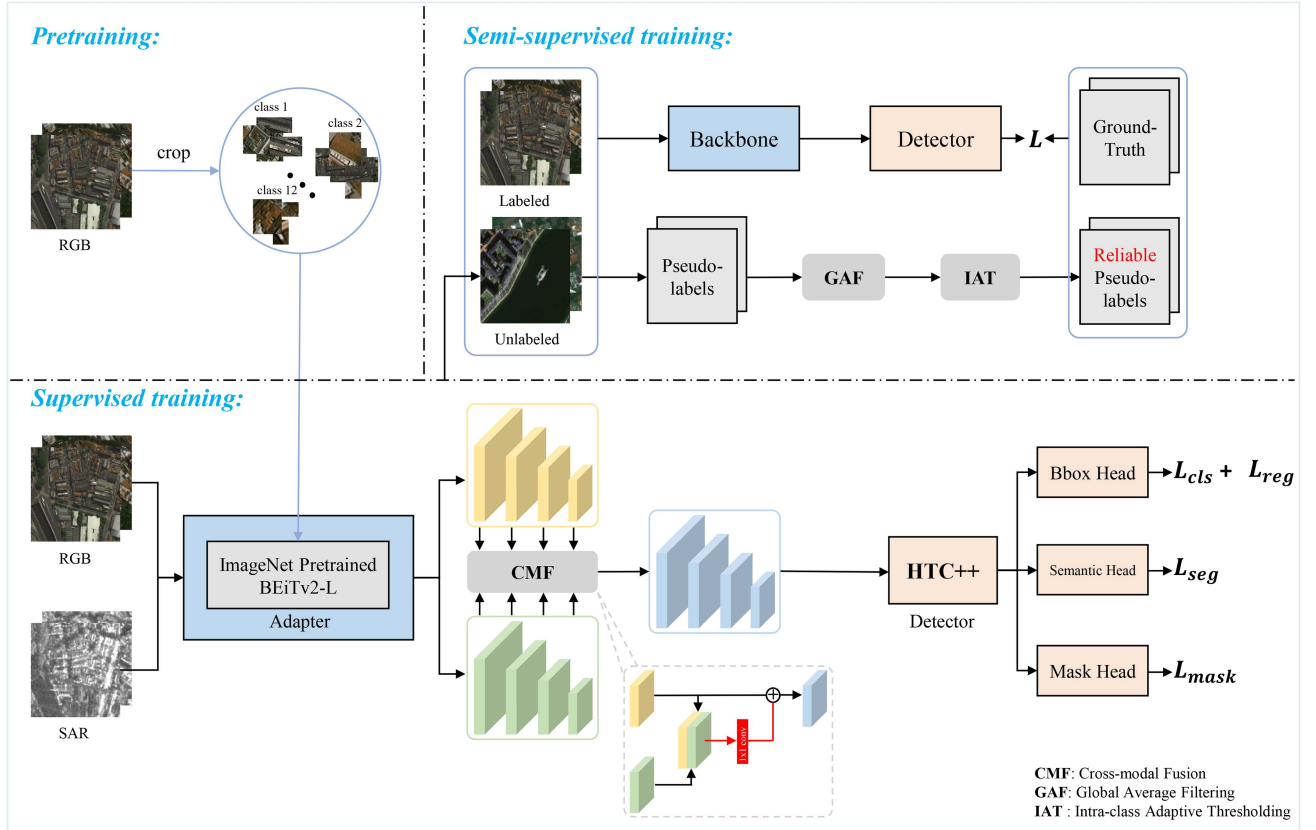 Pretraining:
crop
RGB
class 1
class 2
class 12
Semi-supervised training:
Labeled
Backbone
Detector
L
Ground-
Truth
Unlabeled
Pseudo-
labels
GAF
IAT
Reliable
Pseudo-
labels
Supervised training:
RGB
SAR
ImageNet Pretrained
BEiTv2-L
Adapter
CMF
1x1 conv
HTC++
Detector
Bbox Head
L_cls + L_reg
Semantic Head
L_seg
Mask Head
L_mask
CMF: Cross-modal Fusion
GAF: Global Average Filtering
IAT : Intra-class Adaptive Thresholding